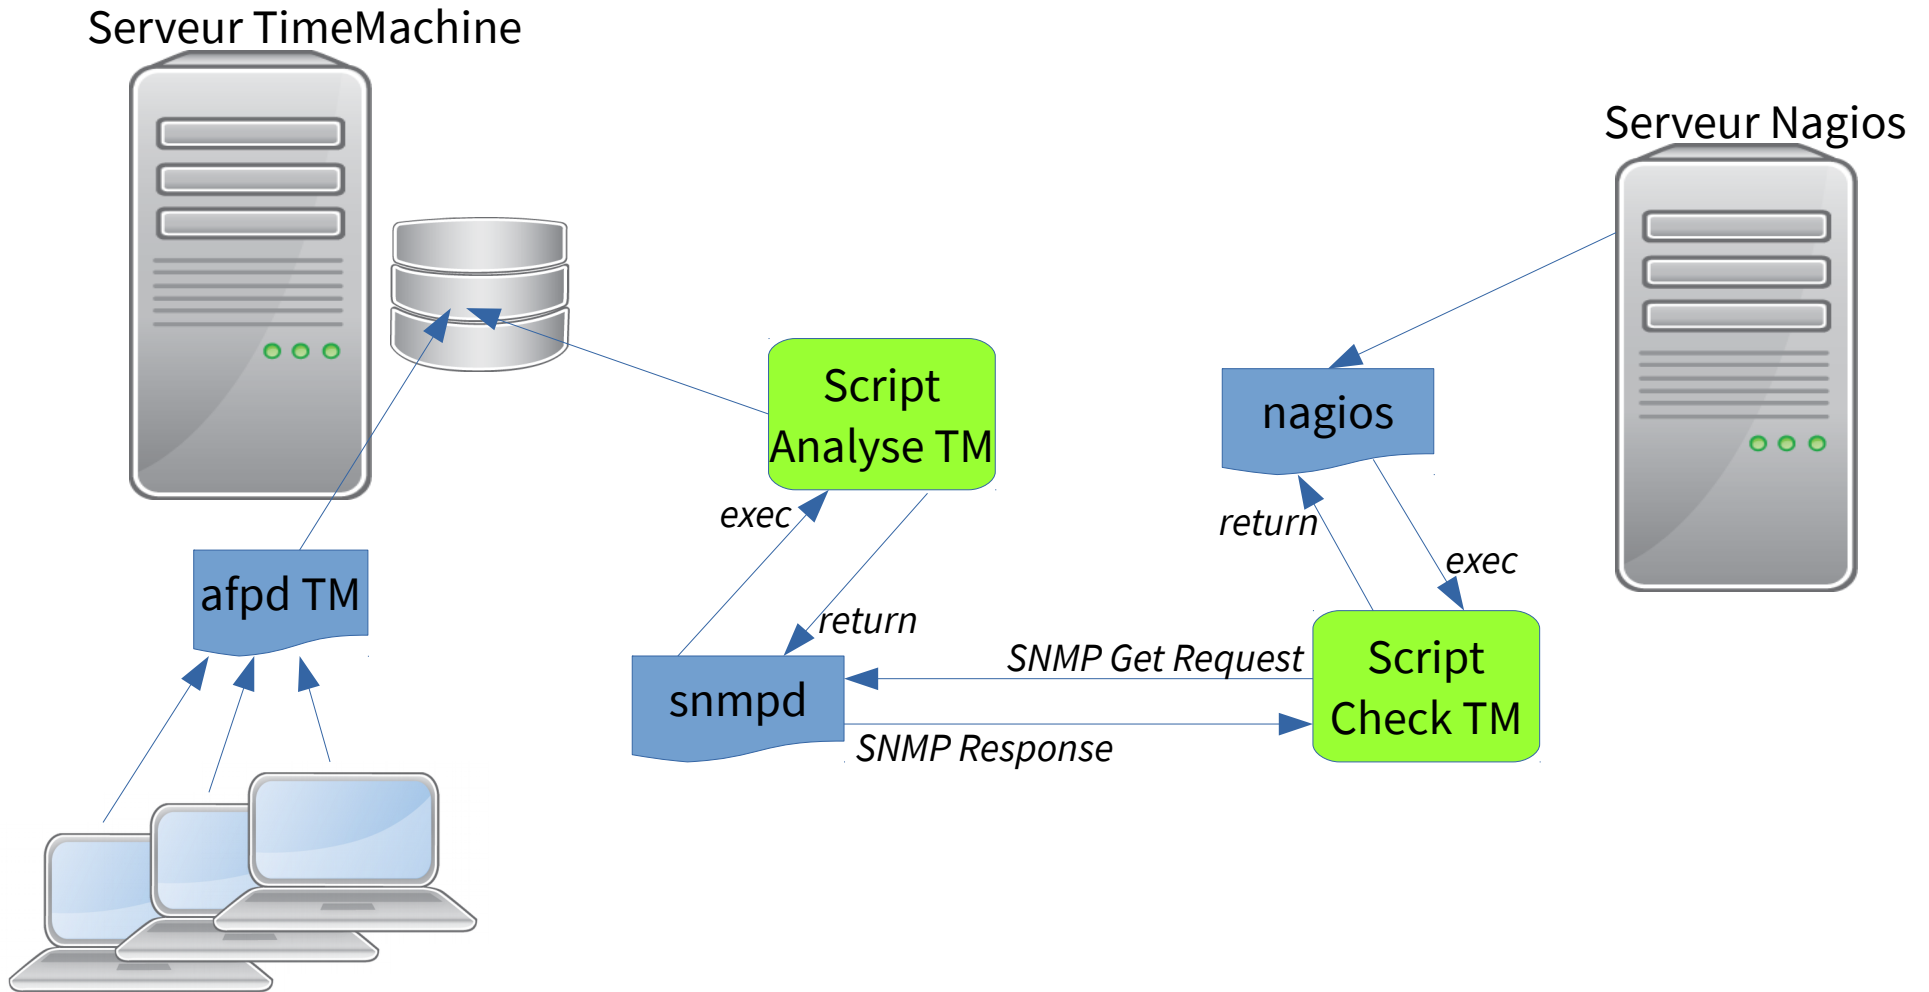 Serveur TimeMachine
Serveur Nagios
Script
Analyse TM
nagios
exec
return
return
exec
afpd TM
snmpd
SNMP Get Request
SNMP Response
Script
Check TM